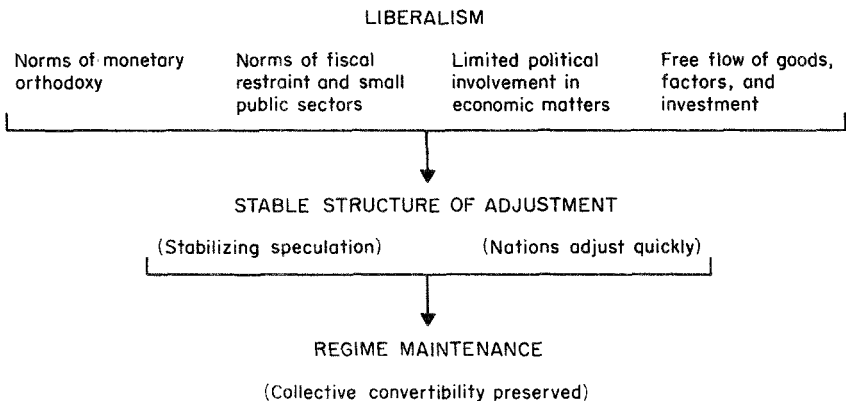 LIBERALISM
Norms of monetary
orthodoxy
Norms of fiscal
restraint and small
public sectors
Limited political
involvement in
economic matters
Free flow of goods,
factors, and
investment
STABLE STRUCTURE OF ADJUSTMENT
(Stabilizing speculation)
(Nations adjust quickly)
REGIME MAINTENANCE
(Collective convertibility preserved)